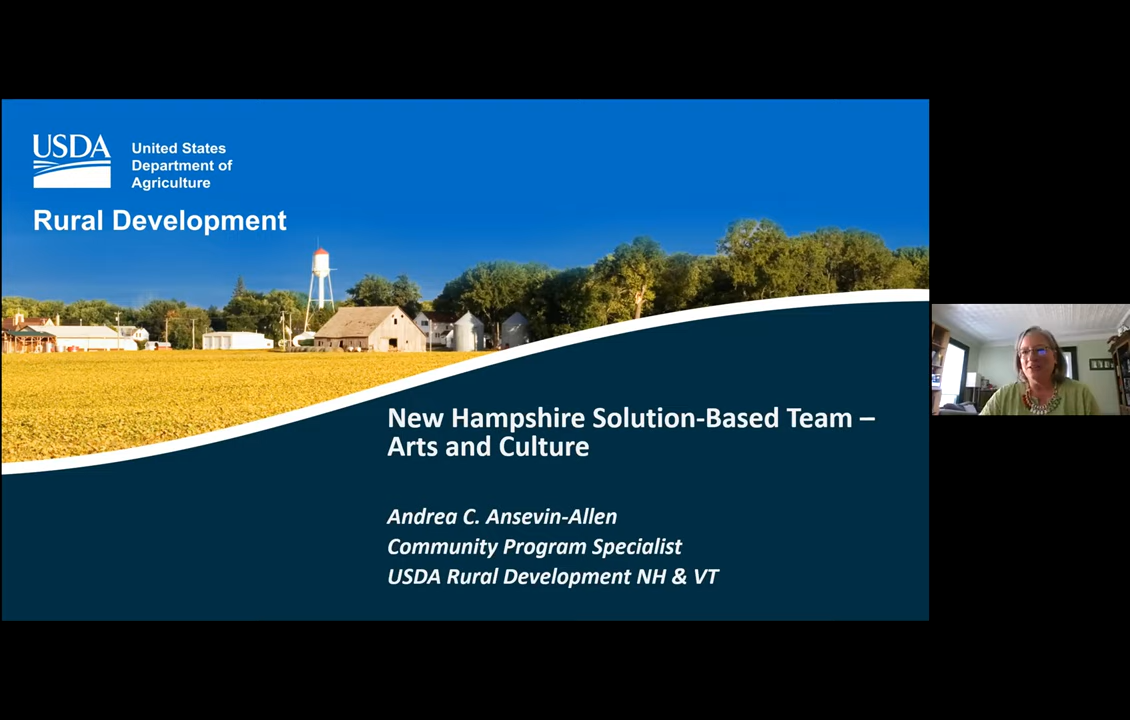 USDA
United States
Department of
Agriculture
Rural Development
New Hampshire Solution-Based Team –
Arts and Culture
Andrea C. Ansevin-Allen
Community Program Specialist
USDA Rural Development NH & VT